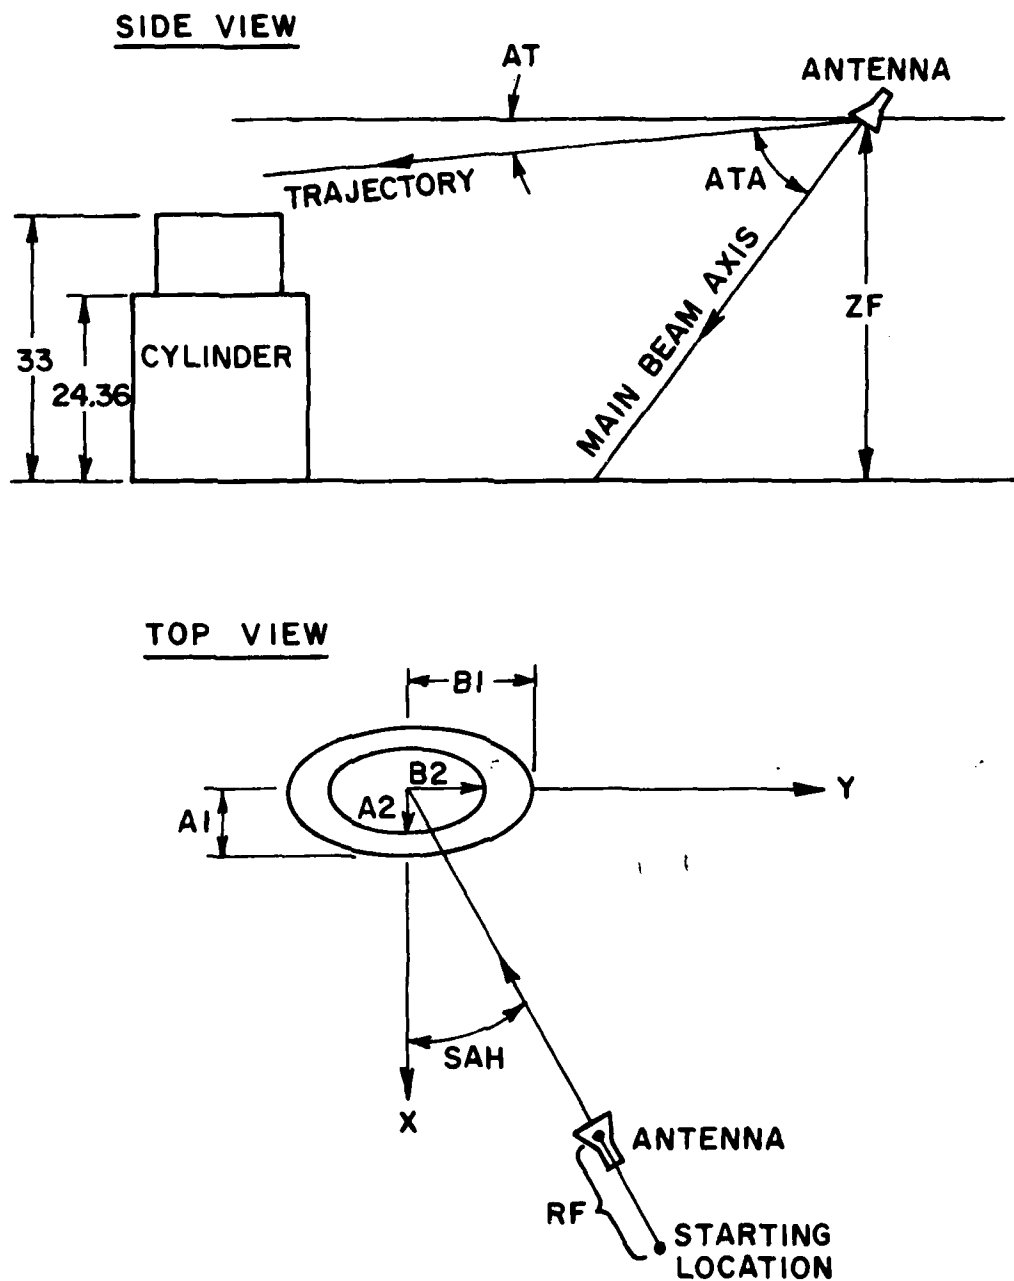 SIDE VIEW
AT
ANTENNA
TRAJECTORY
ATA
MAIN BEAM AXIS
ZF
33
24.36
CYLINDER
TOP VIEW
B1
B2
A2
A1
Y
SAH
X
ANTENNA
RF
STARTING
LOCATION